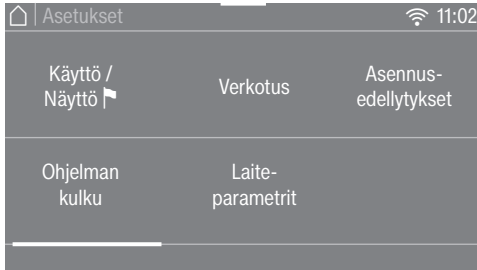 Asetukset 11:02
Käyttö / Verkotus Asennus-
Näyttö edellytykset
Ohjelman Laite-
kulku parametrit